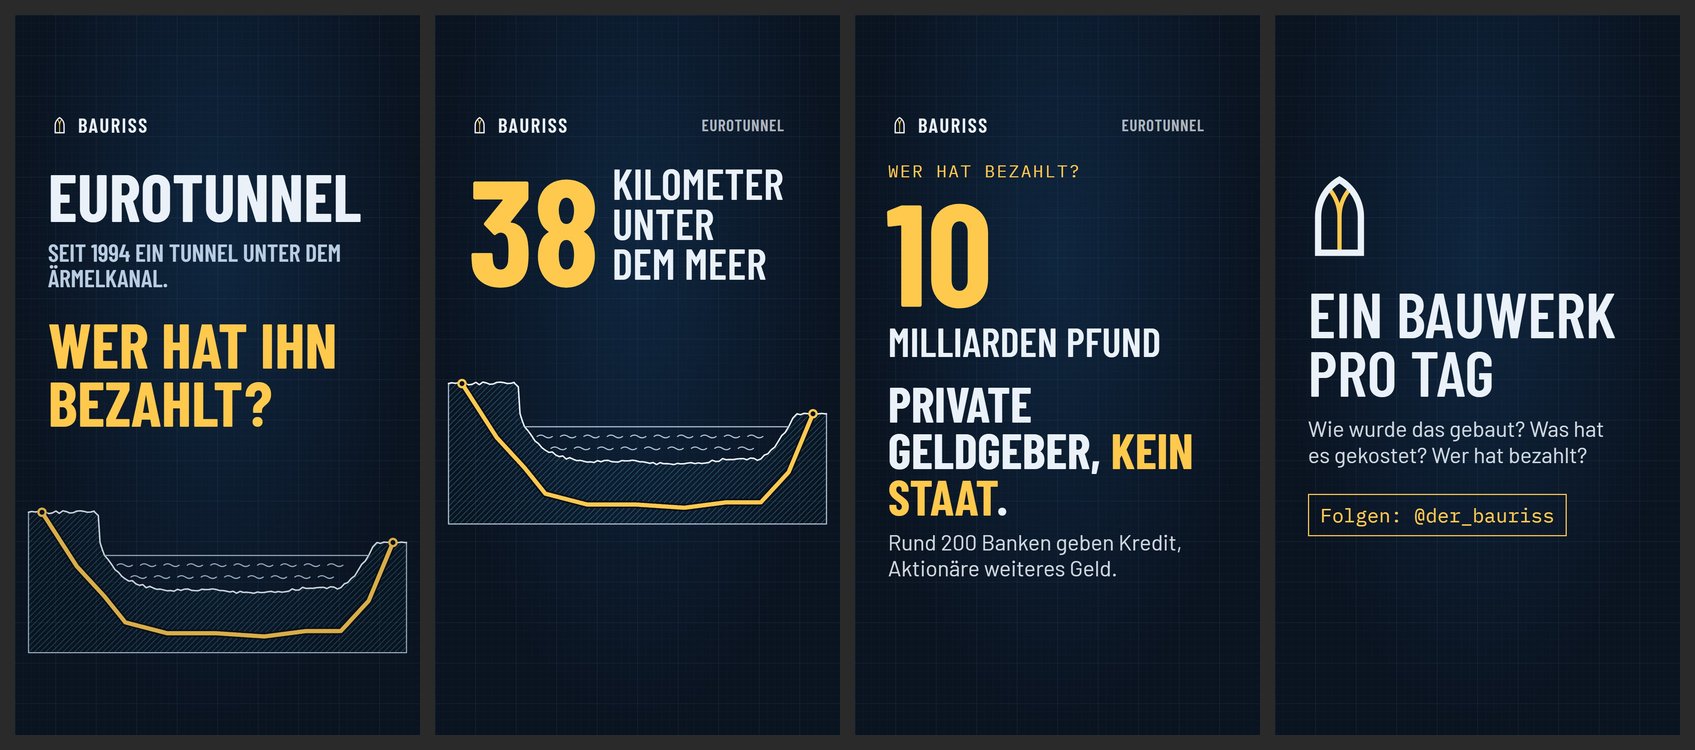 BAURISS
EUROTUNNEL
SEIT 1994 EIN TUNNEL UNTER DEM
ÄRMELKANAL.
WER HAT IHN
BEZAHLT?
BAURISS
EUROTUNNEL
38
KILOMETER
UNTER
DEM MEER
BAURISS
EUROTUNNEL
WER HAT BEZAHLT?
10
MILLIARDEN PFUND
PRIVATE
GELDGEBER, KEIN
STAAT.
Rund 200 Banken geben Kredit,
Aktionäre weiteres Geld.
EIN BAUWERK
PRO TAG
Wie wurde das gebaut? Was hat
es gekostet? Wer hat bezahlt?
Folgen: @der_bauriss